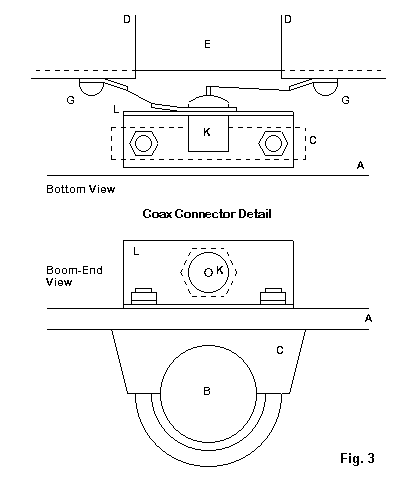 D
D
E
G
G
L
K
C
A
Bottom View
Coax Connector Detail
L
Boom-End
View
K
A
C
B
Fig. 3